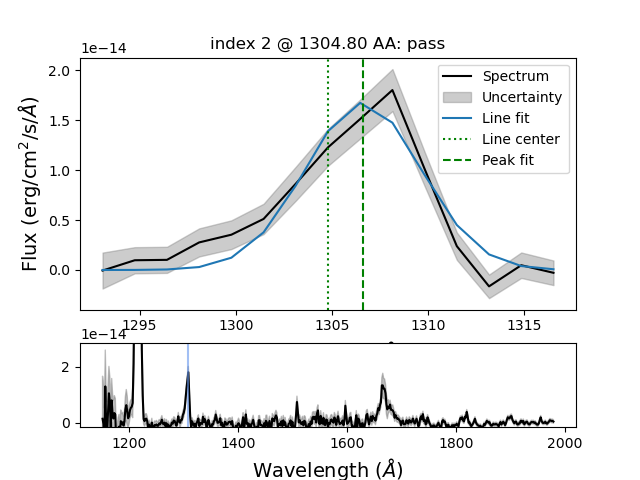 index 2 @ 1304.80 AA: pass
1e−14
2.0
1.5
1.0
0.5
0.0
Flux (erg/cm²/s/Å)
Spectrum
Uncertainty
Line fit
Line center
Peak fit
1295 1300 1305 1310 1315
1e−14
2
0
1200 1400 1600 1800 2000
Wavelength (Å)